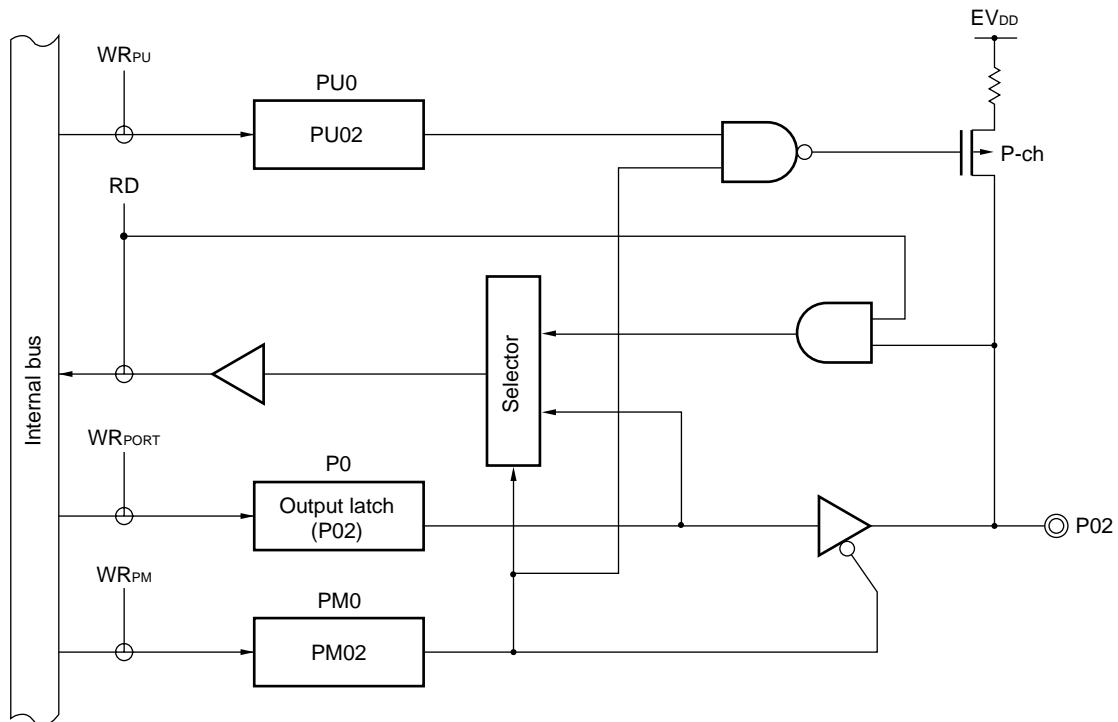 EVDD
WRPU
PU0
PU02
P-ch
RD
Internal bus
Selector
WRPORT
P0
Output latch
(P02)
P02
WRPM
PM0
PM02